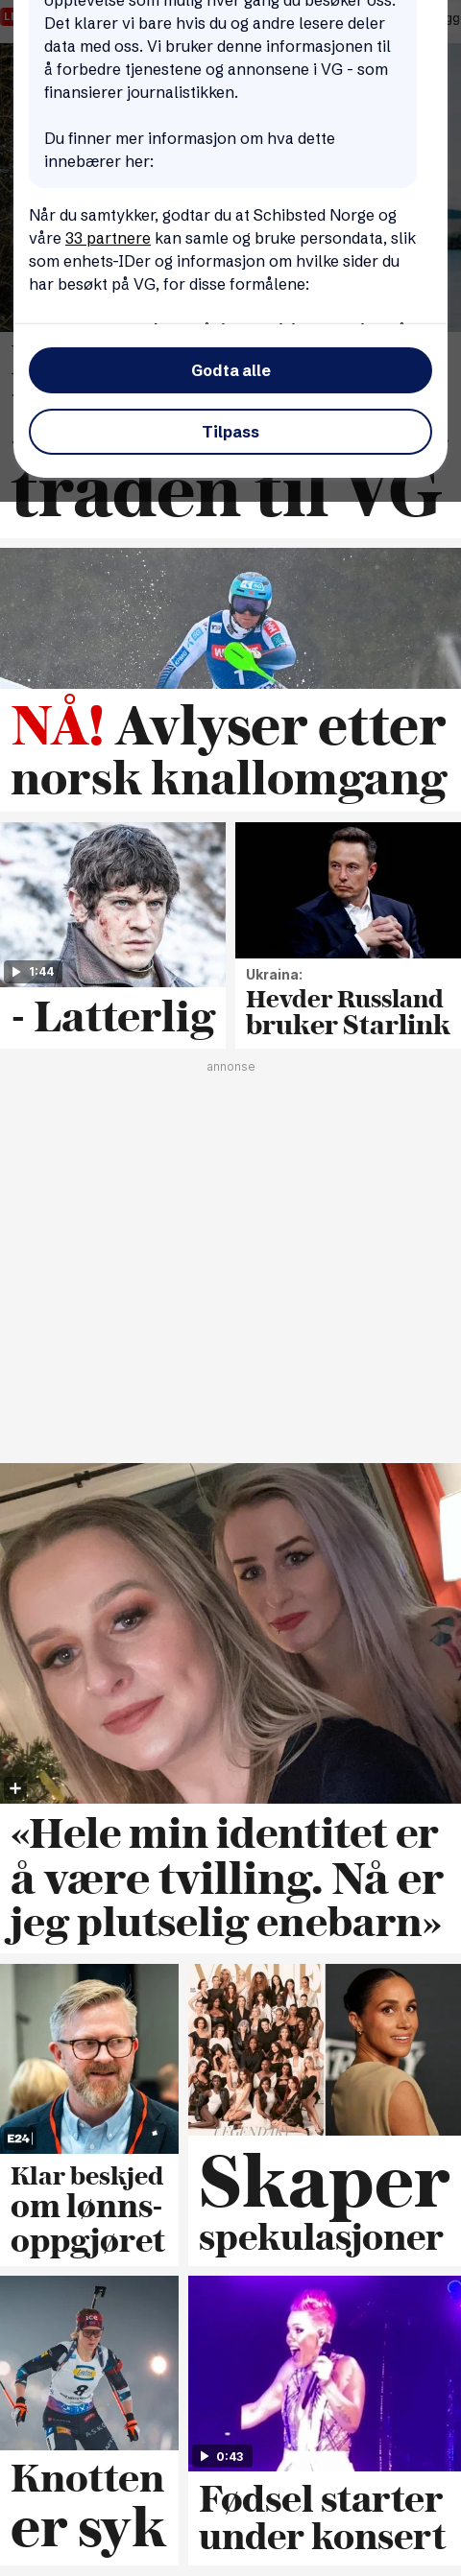 opplevelse som mulig hver gang du besøker oss.
Det klarer vi bare hvis du og andre lesere deler
data med oss. Vi bruker denne informasjonen til
å forbedre tjenestene og annonsene i VG - som
finansierer journalistikken.
Du finner mer informasjon om hva dette
innebærer her:
Når du samtykker, godtar du at Schibsted Norge og
våre 33 partnere kan samle og bruke persondata, slik
som enhets-IDer og informasjon om hvilke sider du
har besøkt på VG, for disse formålene:
Godta alle
Tilpass
tråden til VG
NÅ! Avlyser etter
norsk knallomgang
1:44
- Latterlig
Ukraina:
Hevder Russland
bruker Starlink
annonse
«Hele min identitet er
å være tvilling. Nå er
jeg plutselig enebarn»
VOGUE
LEGENDARY
E24
Klar beskjed
om lønns-
oppgjøret
Skaper
spekulasjoner
ice
8
Knotten
er syk
0:43
Fødsel starter
under konsert